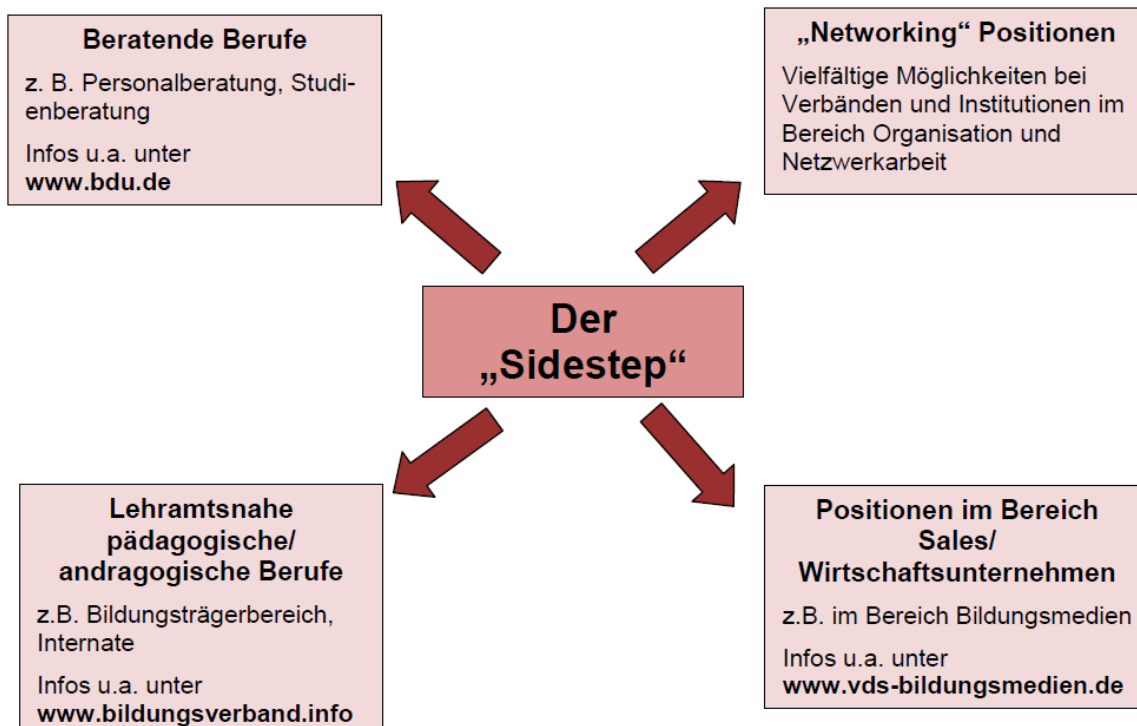 Beratende Berufe
z. B. Personalberatung, Studi-
enberatung
Infos u.a. unter
www.bdu.de
„Networking“ Positionen
Vielfältige Möglichkeiten bei
Verbänden und Institutionen im
Bereich Organisation und
Netzwerkarbeit
Der
„Sidestep“
Lehramtsnahe
pädagogische/
andragogische Berufe
z.B. Bildungsträgerbereich,
Internate
Infos u.a. unter
www.bildungsverband.info
Positionen im Bereich
Sales/
Wirtschaftsunternehmen
z.B. im Bereich Bildungsmedien
Infos u.a. unter
www.vds-bildungsmedien.de